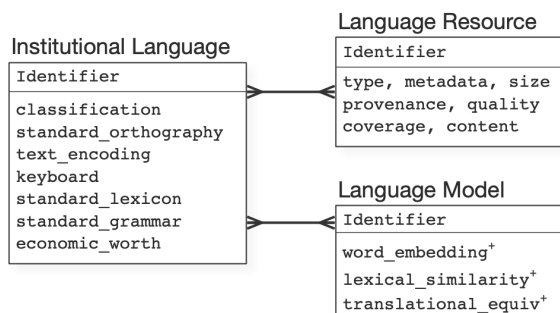 Institutional Language
Identifier
classification
standard_orthography
text_encoding
keyboard
standard_lexicon
standard_grammar
economic_worth
Language Resource
Identifier
type, metadata, size
provenance, quality
coverage, content
Language Model
Identifier
word_embedding+
lexical_similarity+
translational_equiv+